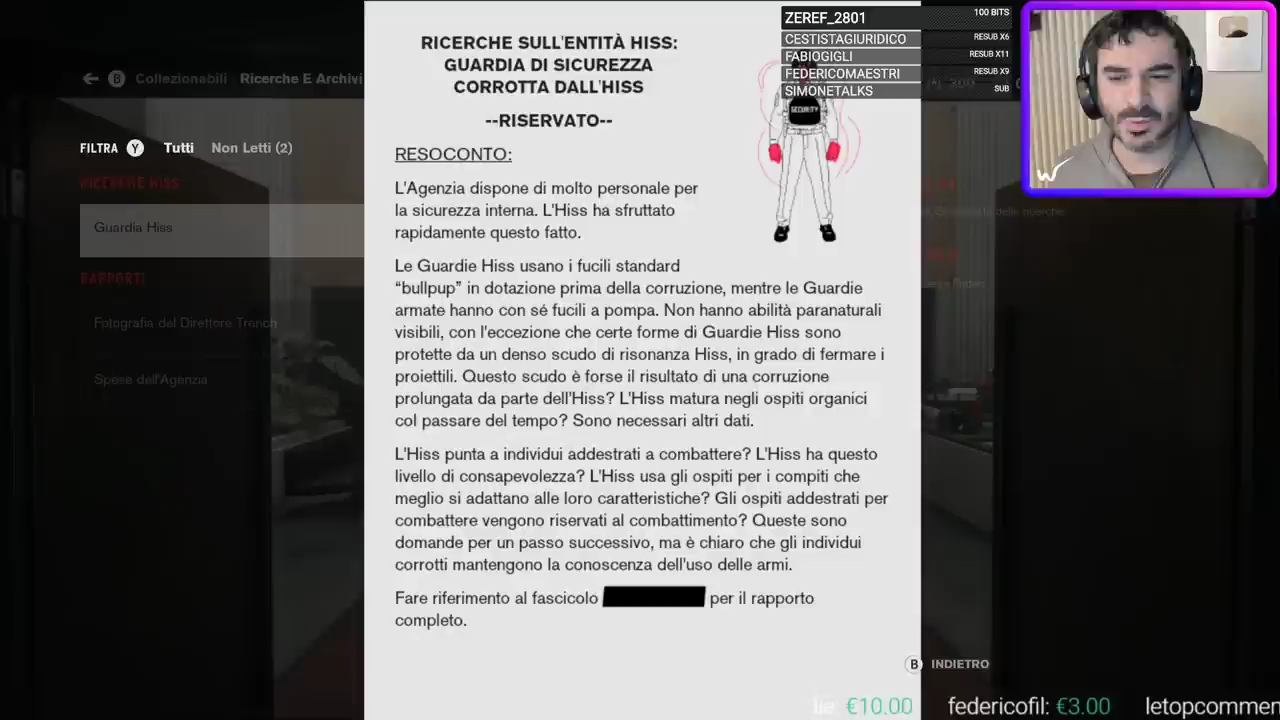 RICERCHE SULL'ENTITÀ HISS:
GUARDIA DI SICUREZZA
CORROTTA DALL'HISS
--RISERVATO--
RESOCONTO:
L'Agenzia dispone di molto personale per
la sicurezza interna. L'Hiss ha sfruttato
rapidamente questo fatto.
Le Guardie Hiss usano i fucili standard
“bullpup” in dotazione prima della corruzione, mentre le Guardie
armate hanno con sé fucili a pompa. Non hanno abilità paranaturali
visibili, con l'eccezione che certe forme di Guardie Hiss sono
protette da un denso scudo di risonanza Hiss, in grado di fermare i
proiettili. Questo scudo è forse il risultato di una corruzione
prolungata da parte dell'Hiss? L'Hiss matura negli ospiti organici
col passare del tempo? Sono necessari altri dati.
L'Hiss punta a individui addestrati a combattere? L'Hiss ha questo
livello di consapevolezza? L'Hiss usa gli ospiti per i compiti che
meglio si adattano alle loro caratteristiche? Gli ospiti addestrati per
combattere vengono riservati al combattimento? Queste sono
domande per un passo successivo, ma è chiaro che gli individui
corrotti mantengono la conoscenza dell'uso delle armi.
Fare riferimento al fascicolo per il rapporto
completo.
SECURITY
ZEREF_2801 100 BITS
CESTISTAGIURIDICO RESUB X6
FABIOGIGLI RESUB X11
FEDERICOMAESTRI RESUB X9
SIMONETALKS SUB
B Collezionabili Ricerche E Archivi
FILTRA Y Tutti Non Letti (2)
RICERCHE HISS
Guardia Hiss
RAPPORTI
Fotografia del Direttore Trench
Spese dell'Agenzia
delle ricerche
B INDIETRO
lie €10.00 federicofil: €3.00 letopcommen